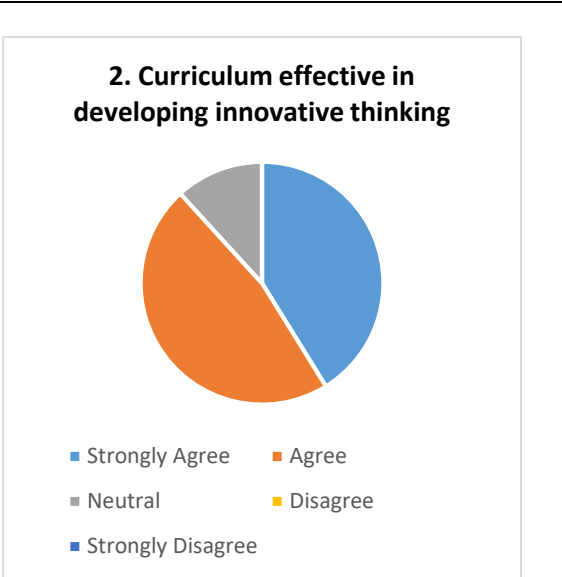 2. Curriculum effective in
developing innovative thinking
Strongly Agree
Agree
Neutral
Disagree
Strongly Disagree